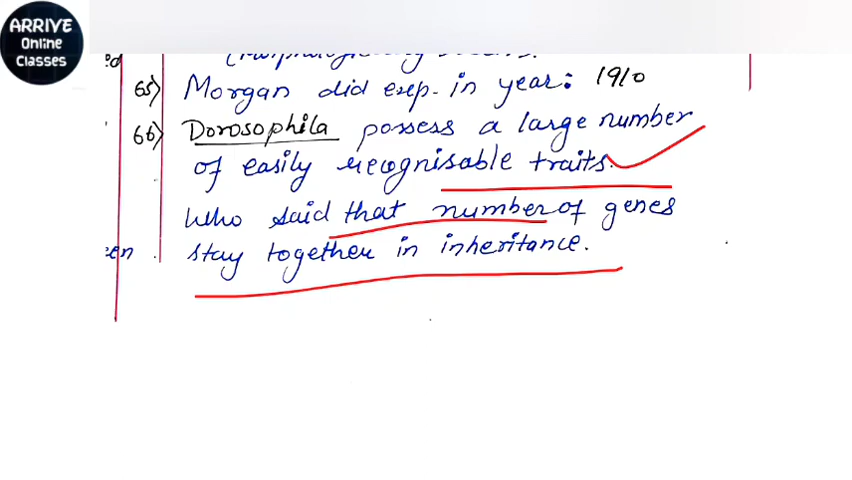 ARRIVE
Online
Classes
65) Morgan did exp. in year: 1910
66) Dorosophila possess a large number
of easily recognisable traits.
Who said that number of genes
stay together in inheritance.